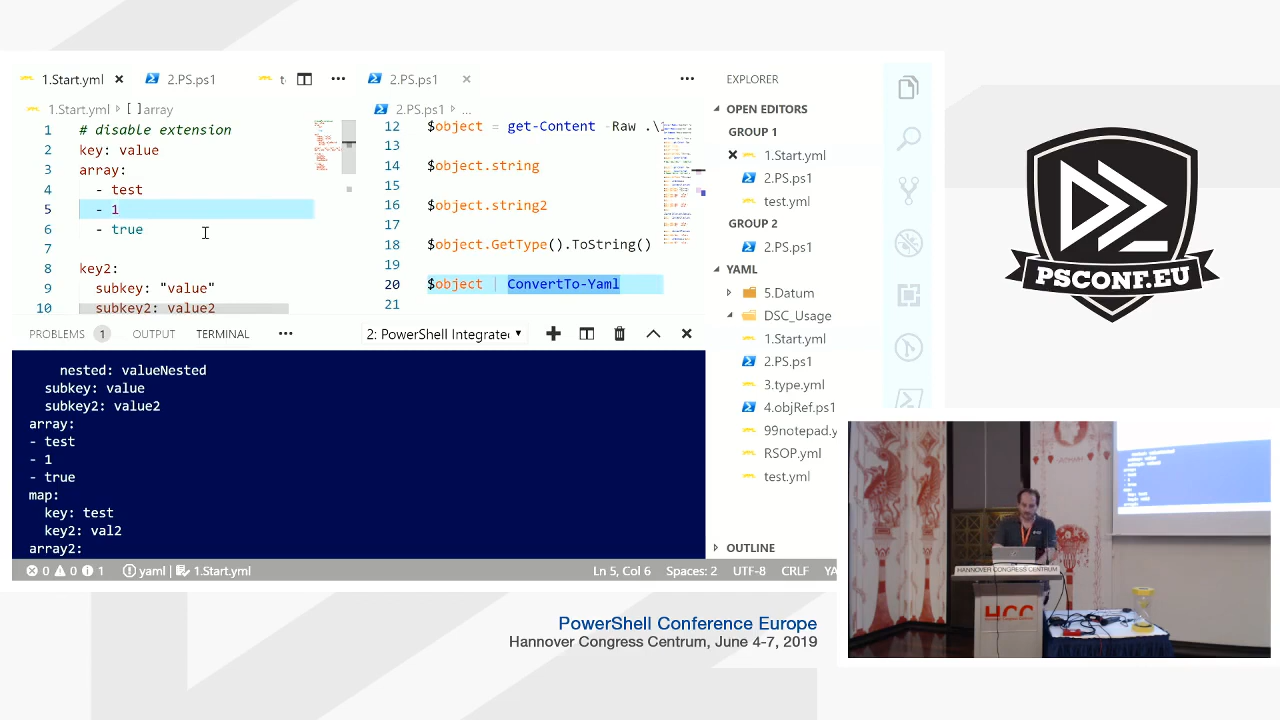 1.Start.yml
2.PS.ps1
t
2.PS.ps1
EXPLORER
1.Start.yml
[ ]array
1 # disable extension
2 key: value
3 array:
4 - test
5 - 1
6 - true
7
8 key2:
9 subkey: "value"
10 subkey2: value2
2.PS.ps1
12 $object = get-Content -Raw .\
13
14 $object.string
15
16 $object.string2
17
18 $object.GetType().ToString()
19
20 $object | ConvertTo-Yaml
21
OPEN EDITORS
GROUP 1
1.Start.yml
2.PS.ps1
test.yml
GROUP 2
2.PS.ps1
YAML
5.Datum
DSC_Usage
1.Start.yml
2.PS.ps1
3.type.yml
4.objRef.ps1
99notepad.y
RSOP.yml
test.yml
OUTLINE
PROBLEMS 1 OUTPUT TERMINAL
2: PowerShell Integrate
nested: valueNested
subkey: value
subkey2: value2
array:
- test
- 1
- true
map:
key: test
key2: val2
array2:
0 0 1
yaml
1.Start.yml
Ln 5, Col 6 Spaces: 2 UTF-8 CRLF YA
PSCONF.EU
HANNOVER CONGRESS CENTRUM
HCC
PowerShell Conference Europe
Hannover Congress Centrum, June 4-7, 2019